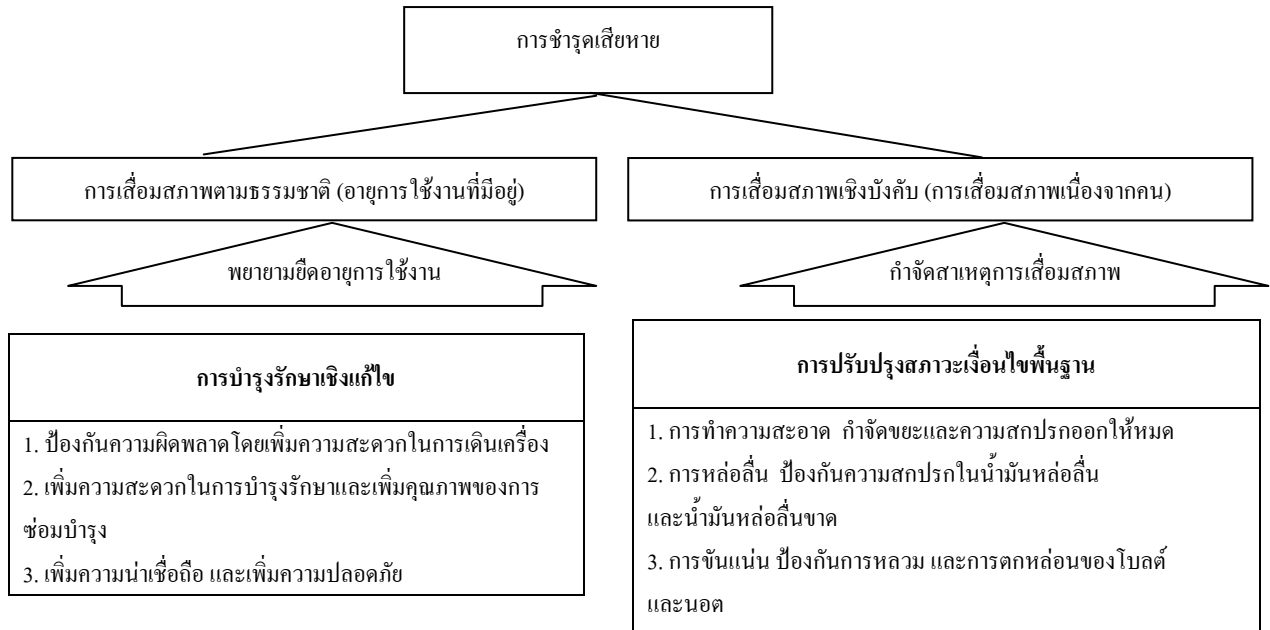 การชำรุดเสียหาย
การเสื่อมสภาพตามธรรมชาติ (อายุการใช้งานที่มีอยู่)
การเสื่อมสภาพเชิงบังคับ (การเสื่อมสภาพเนื่องจากคน)
พยายามยืดอายุการใช้งาน
กำจัดสาเหตุการเสื่อมสภาพ
การบำรุงรักษาเชิงแก้ไข
1. ป้องกันความผิดพลาดโดยเพิ่มความสะดวกในการเดินเครื่อง
2. เพิ่มความสะดวกในการบำรุงรักษาและเพิ่มคุณภาพของการ
ซ่อมบำรุง
3. เพิ่มความน่าเชื่อถือ และเพิ่มความปลอดภัย
การปรับปรุงสภาวะเงื่อนไขพื้นฐาน
1. การทำความสะอาด กำจัดขยะและความสกปรกออกให้หมด
2. การหล่อลื่น ป้องกันความสกปรกในน้ำมันหล่อลื่น
และน้ำมันหล่อลื่นขาด
3. การขันแน่น ป้องกันการหลวม และการตกหล่อนของโบลต์
และนอต